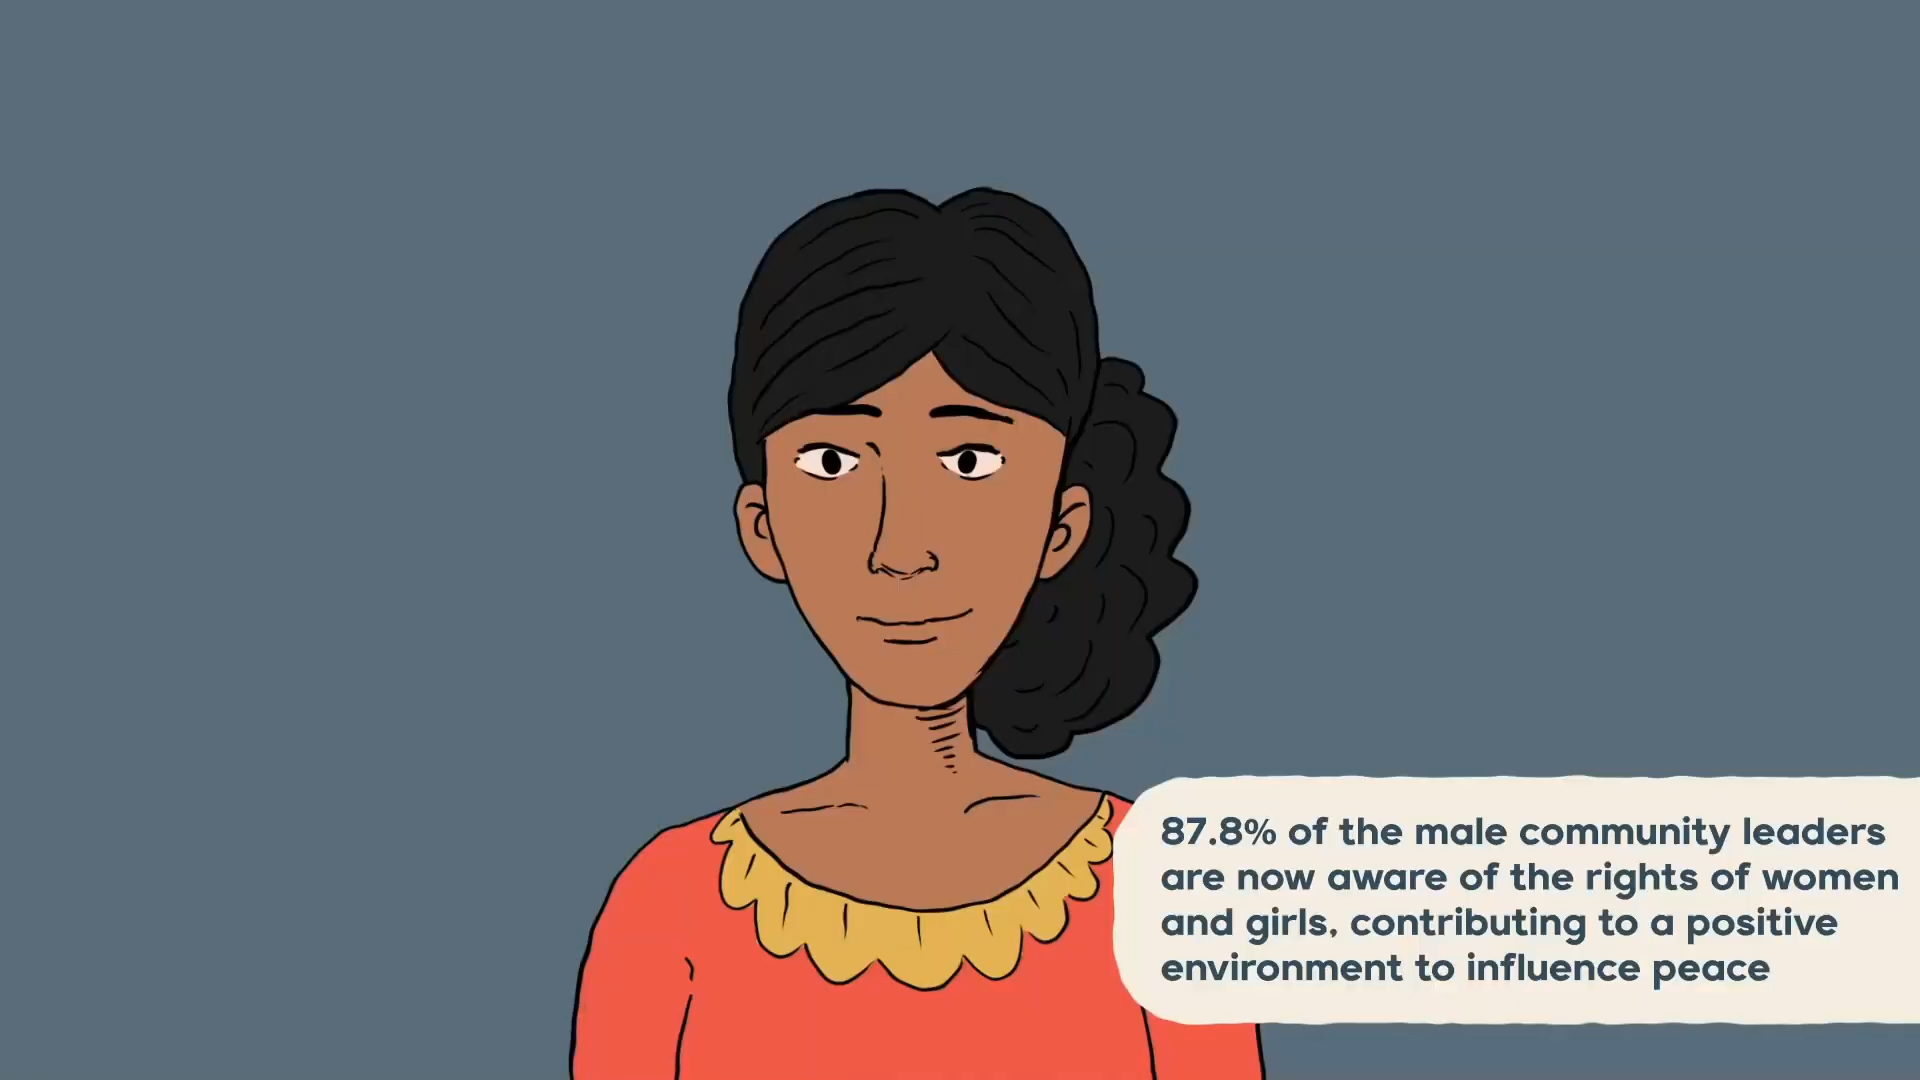 87.8% of the male community leaders
are now aware of the rights of women
and girls, contributing to a positive
environment to influence peace